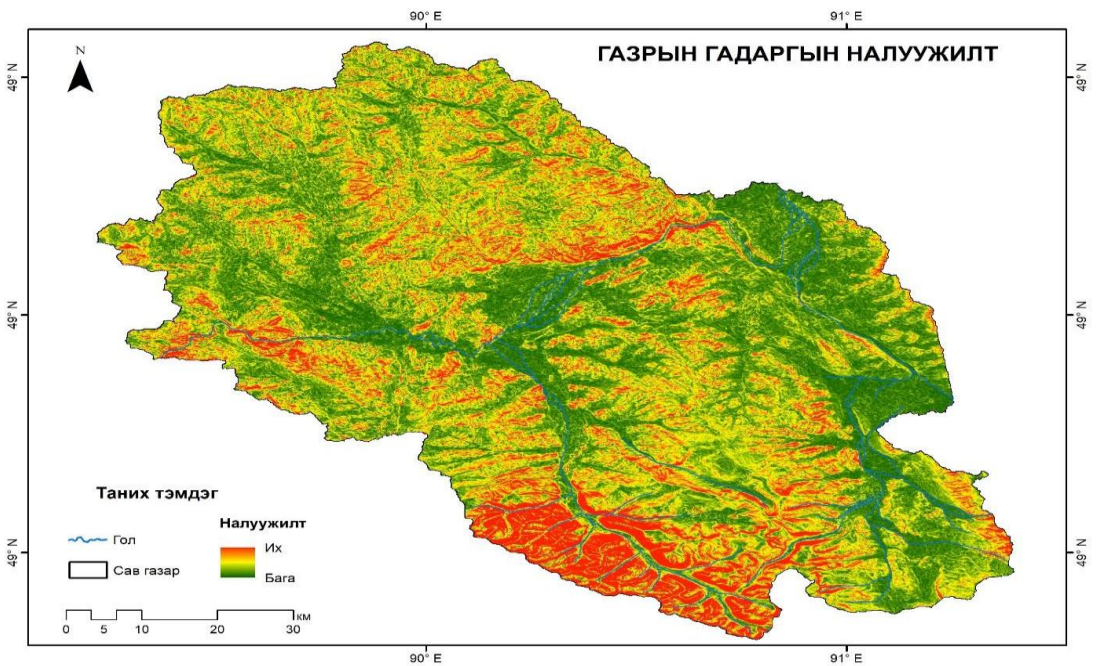 90° E 91° E
ГАЗРЫН ГАДАРГЫН НАЛУУЖИЛТ
N
49° N 49° N
49° N 49° N
Таних тэмдэг
Налуужилт
Гол
Их
Сав газар
Бага
49° N 49° N
0 5 10 20 30 км
90° E 91° E